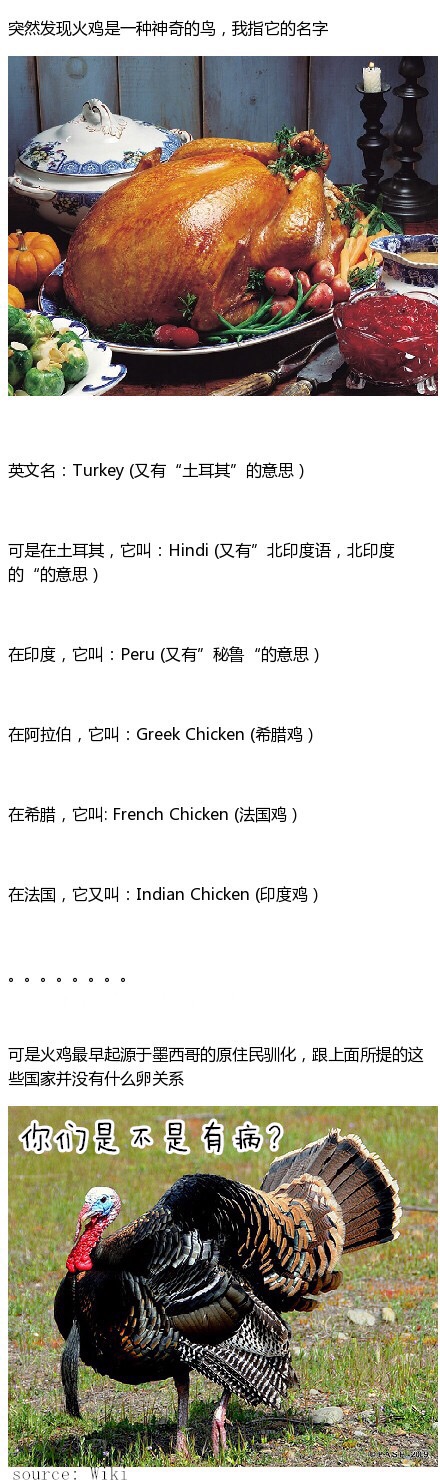 突然发现火鸡是一种神奇的鸟，我指它的名字
英文名：Turkey (又有“土耳其”的意思）
可是在土耳其，它叫：Hindi (又有”北印度语，北印度
的“的意思）
在印度，它叫：Peru (又有”秘鲁“的意思）
在阿拉伯，它叫：Greek Chicken (希腊鸡）
在希腊，它叫: French Chicken (法国鸡）
在法国，它又叫：Indian Chicken (印度鸡）
。。。。。。。。
可是火鸡最早起源于墨西哥的原住民驯化，跟上面所提的这
些国家并没有什么卵关系
你们是不是有病?
source: Wiki